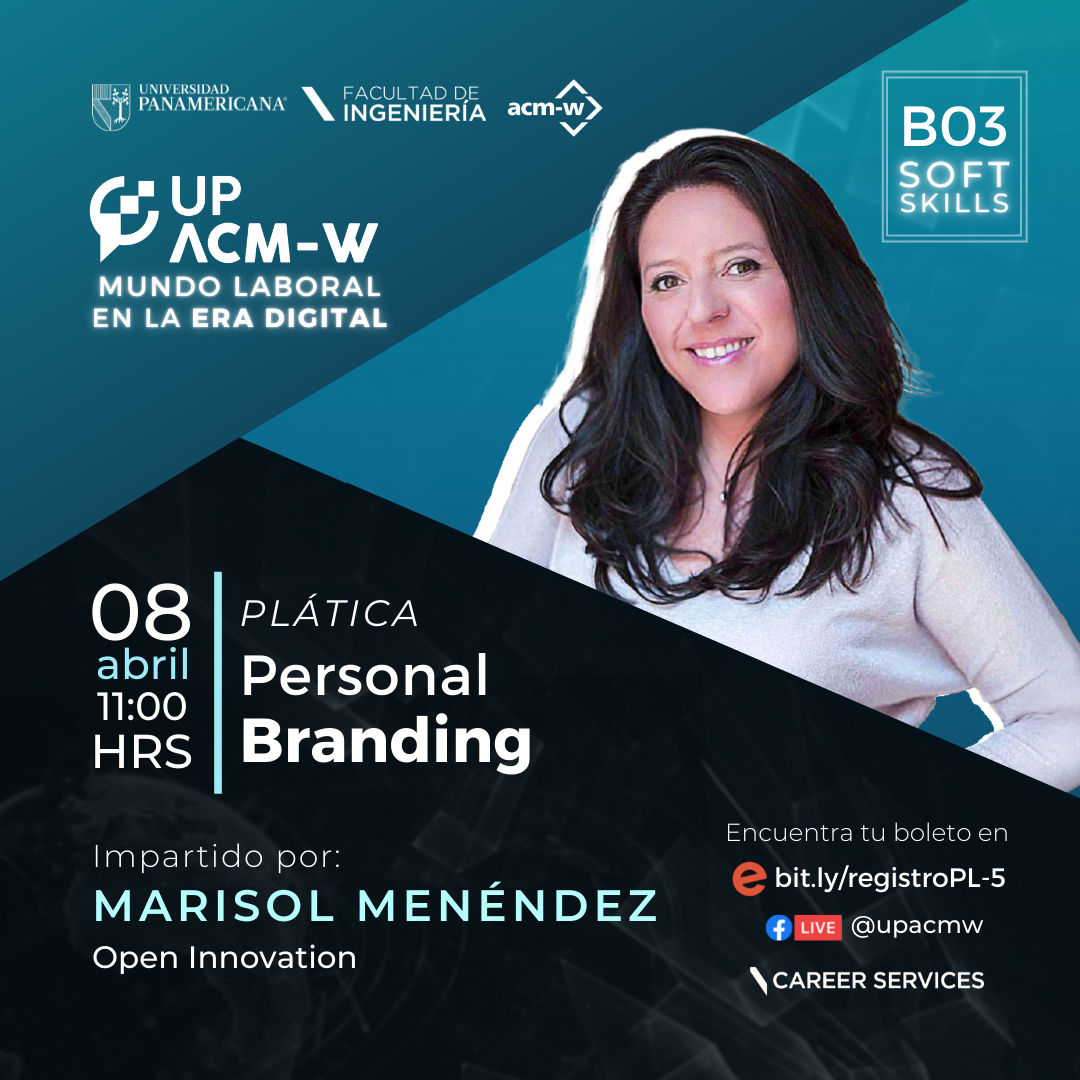 UNIVERSIDAD
PANAMERICANA®
FACULTAD DE
INGENIERÍA
acm-w
B03
SOFT
SKILLS
UP
ACM-W
MUNDO LABORAL
EN LA ERA DIGITAL
08
abril
11:00
HRS
PLÁTICA
Personal
Branding
Impartido por:
MARISOL MENÉNDEZ
Open Innovation
Encuentra tu boleto en
e bit.ly/registroPL-5
f LIVE @upacmw
CAREER SERVICES